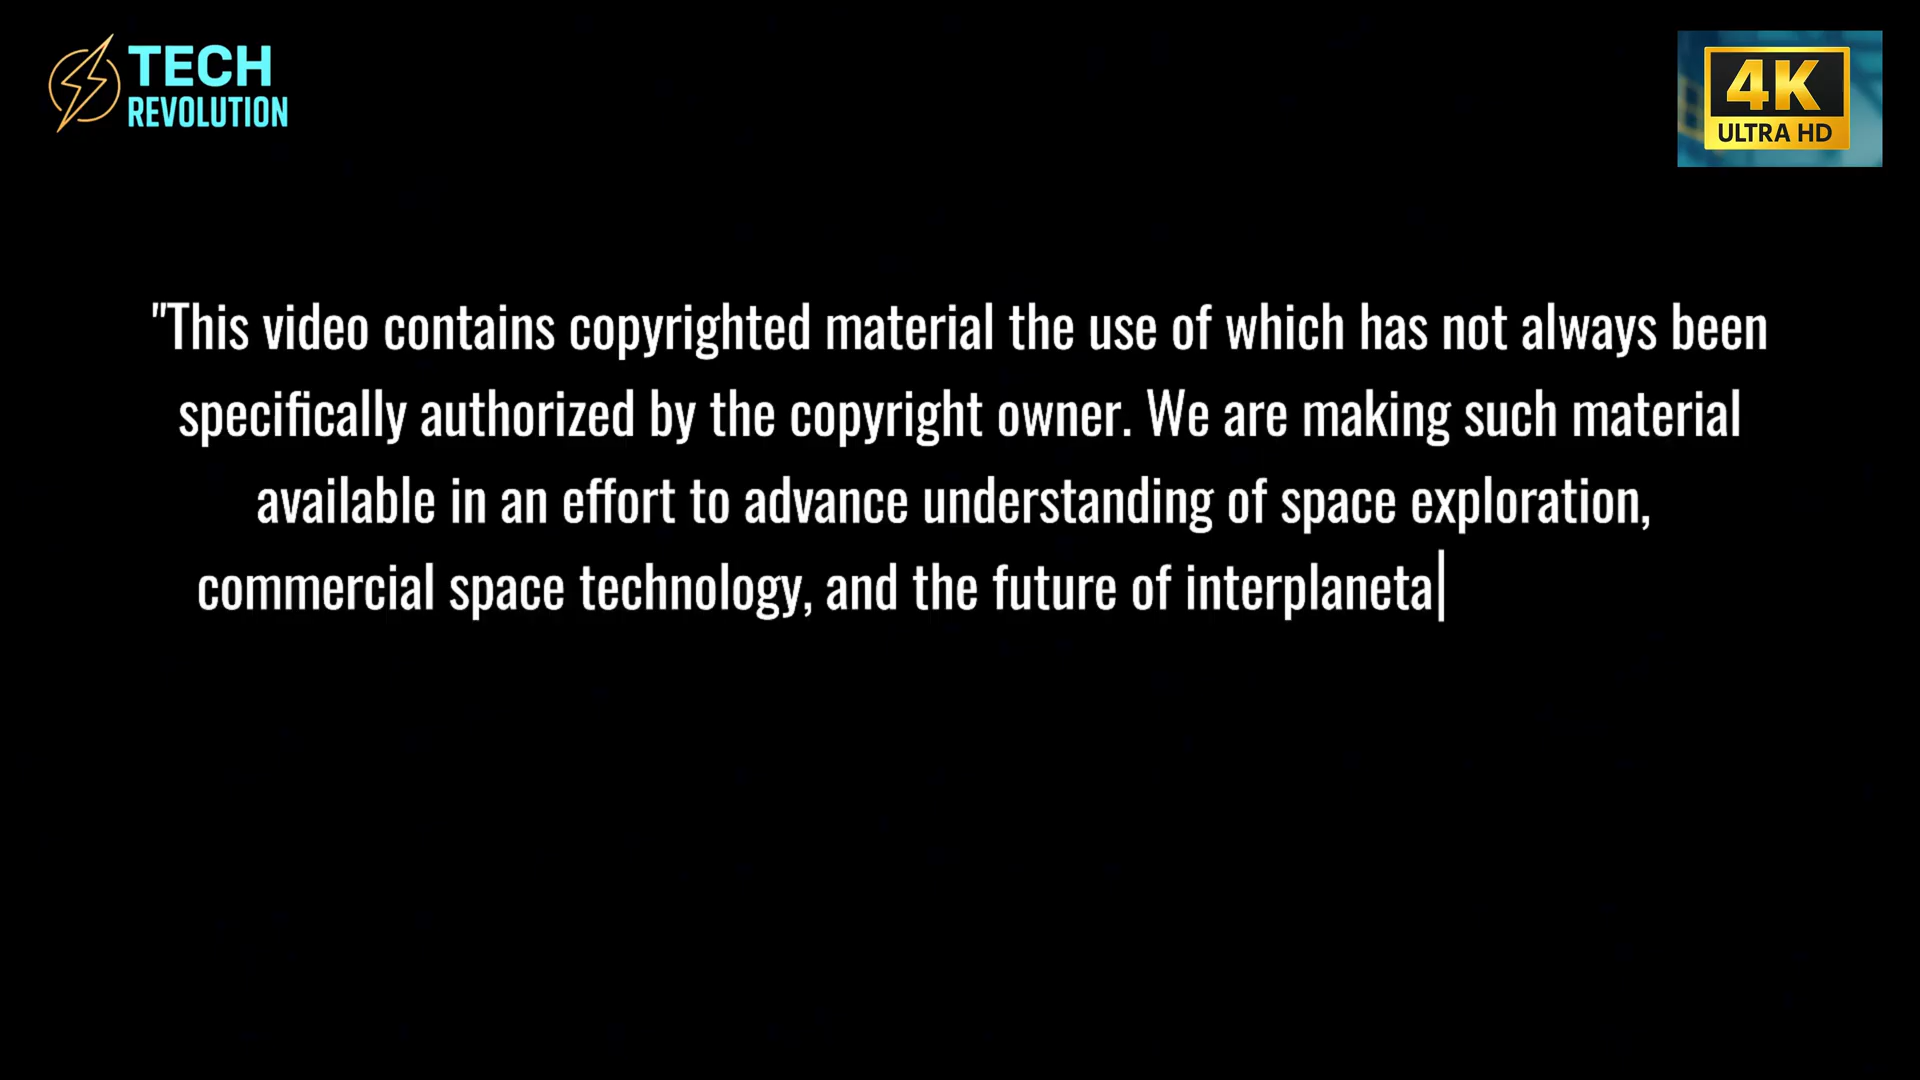 TECH
REVOLUTION
4K
ULTRA HD
"This video contains copyrighted material the use of which has not always been
specifically authorized by the copyright owner. We are making such material
available in an effort to advance understanding of space exploration,
commercial space technology, and the future of interplaneta